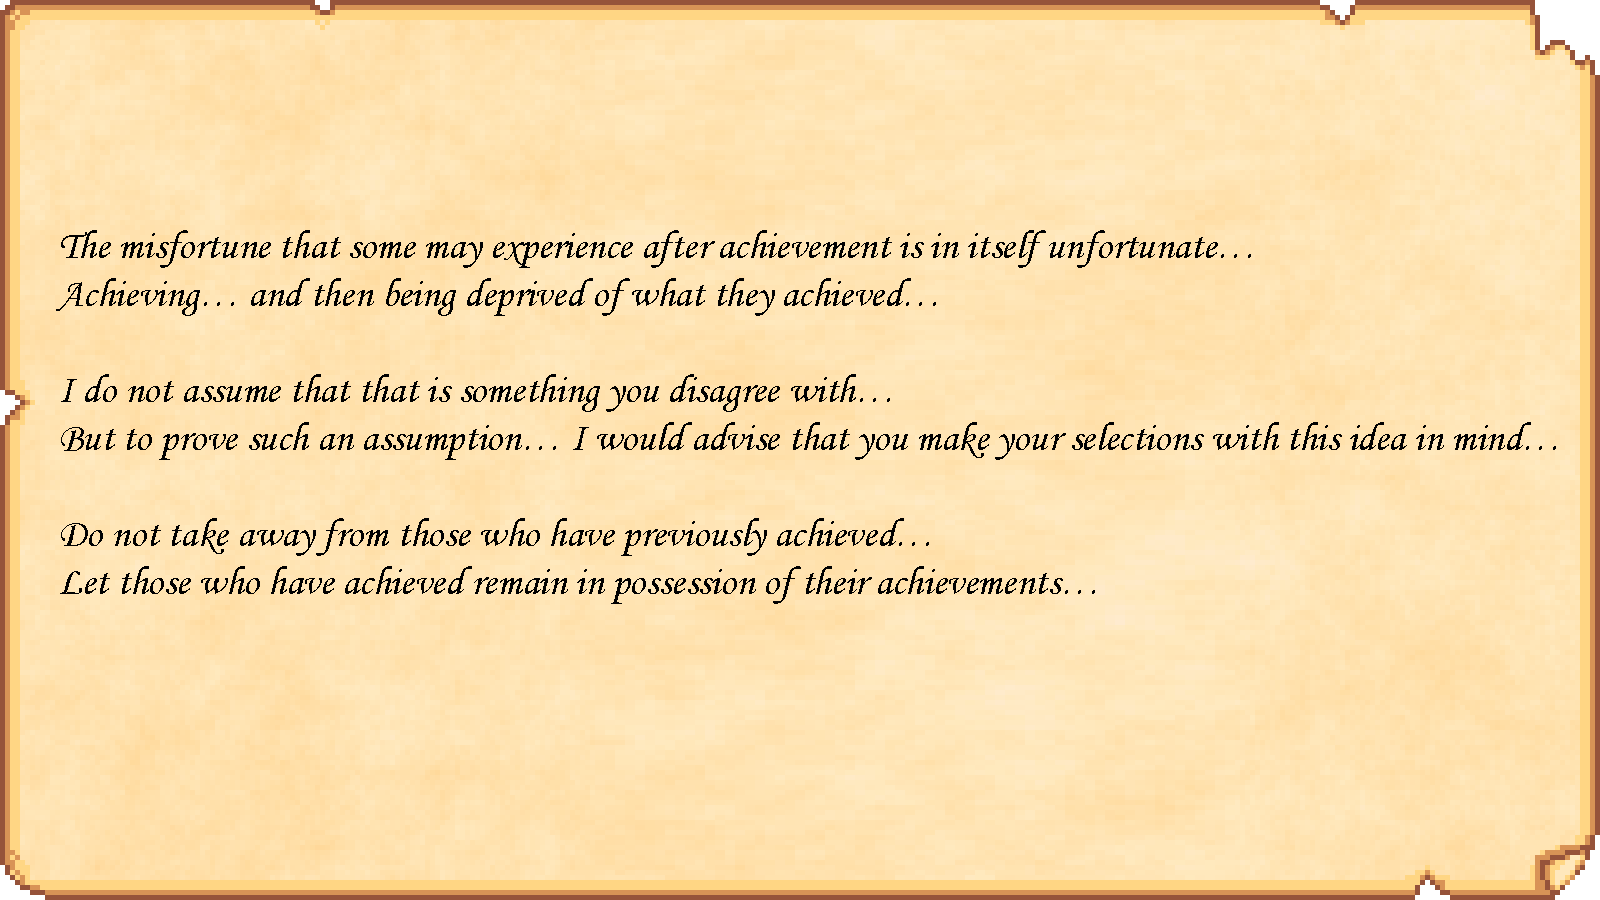 The misfortune that some may experience after achievement is in itself unfortunate…
Achieving… and then being deprived of what they achieved…
I do not assume that that is something you disagree with…
But to prove such an assumption… I would advise that you make your selections with this idea in mind…
Do not take away from those who have previously achieved…
Let those who have achieved remain in possession of their achievements…